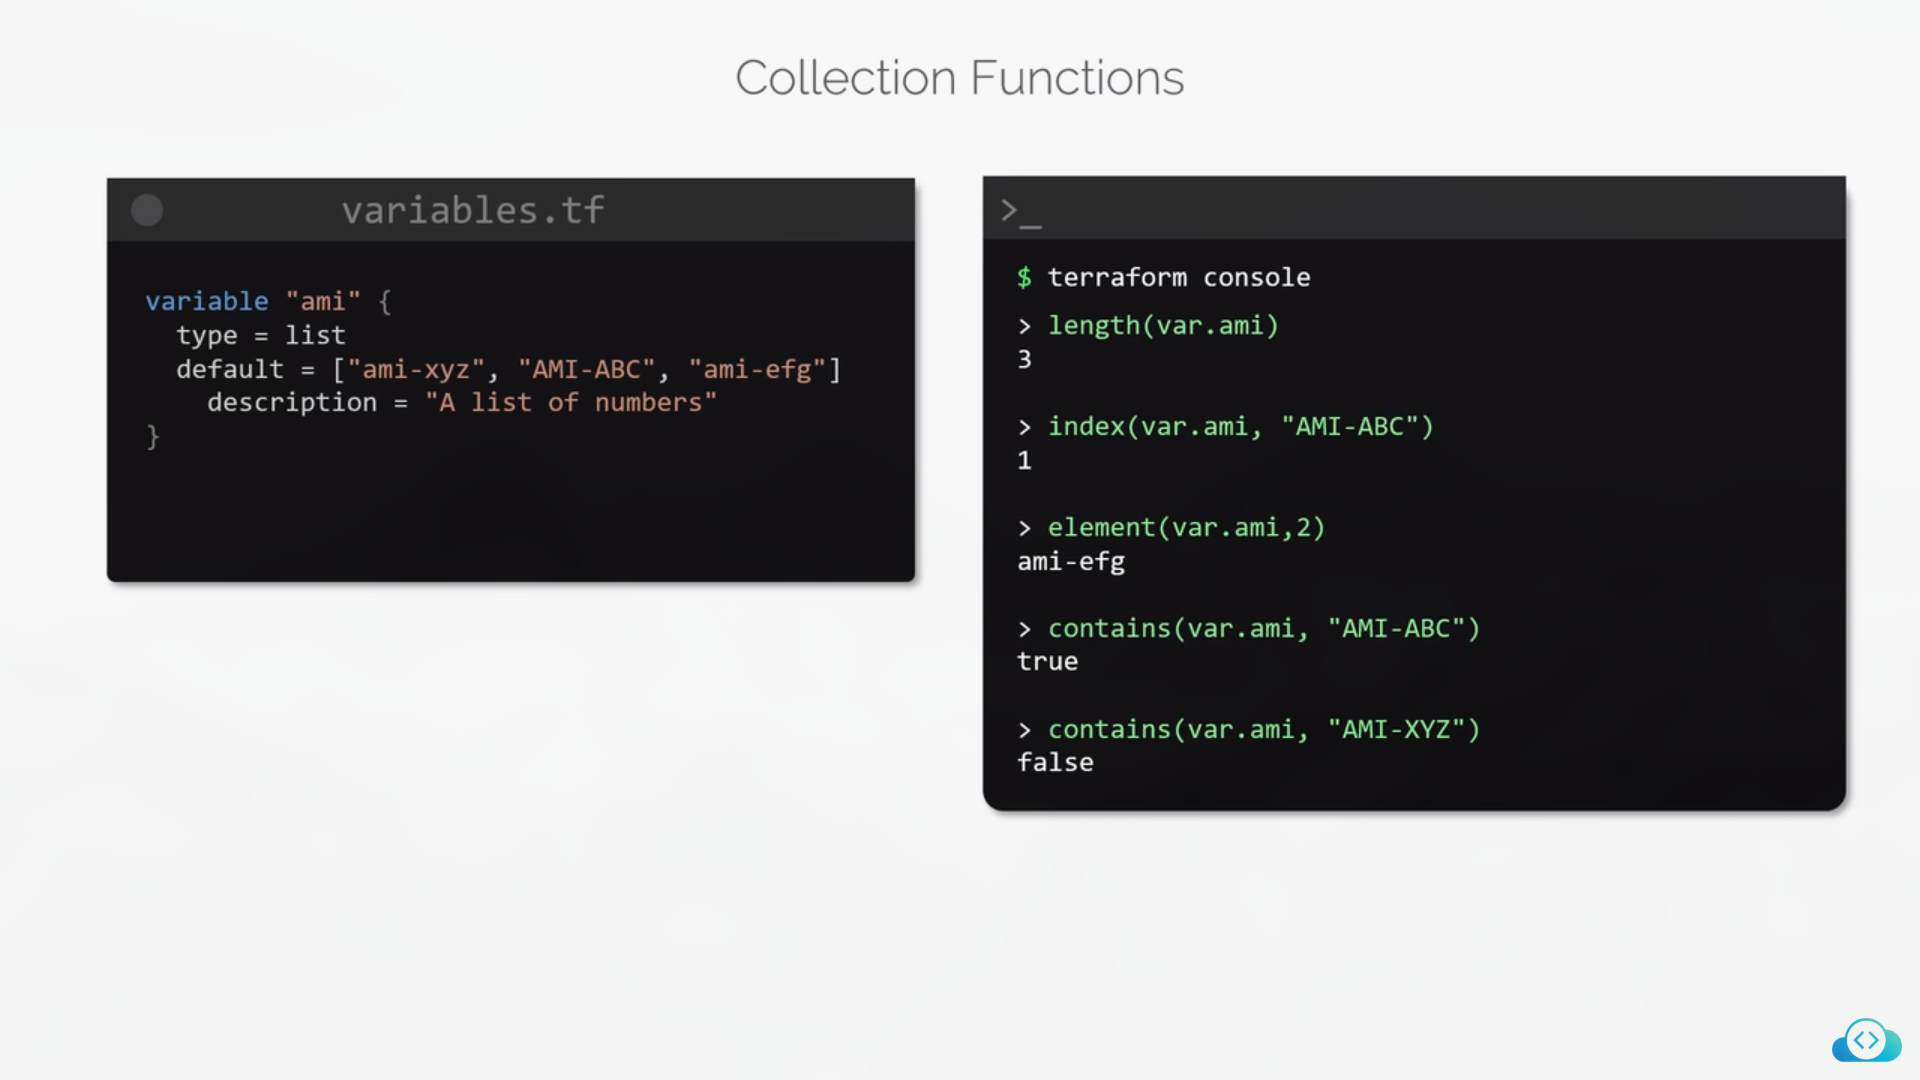 Collection Functions
variables.tf
variable "ami" {
  type = list
  default = ["ami-xyz", "AMI-ABC", "ami-efg"]
    description = "A list of numbers"
}
>_
$ terraform console
> length(var.ami)
3
> index(var.ami, "AMI-ABC")
1
> element(var.ami,2)
ami-efg
> contains(var.ami, "AMI-ABC")
true
> contains(var.ami, "AMI-XYZ")
false